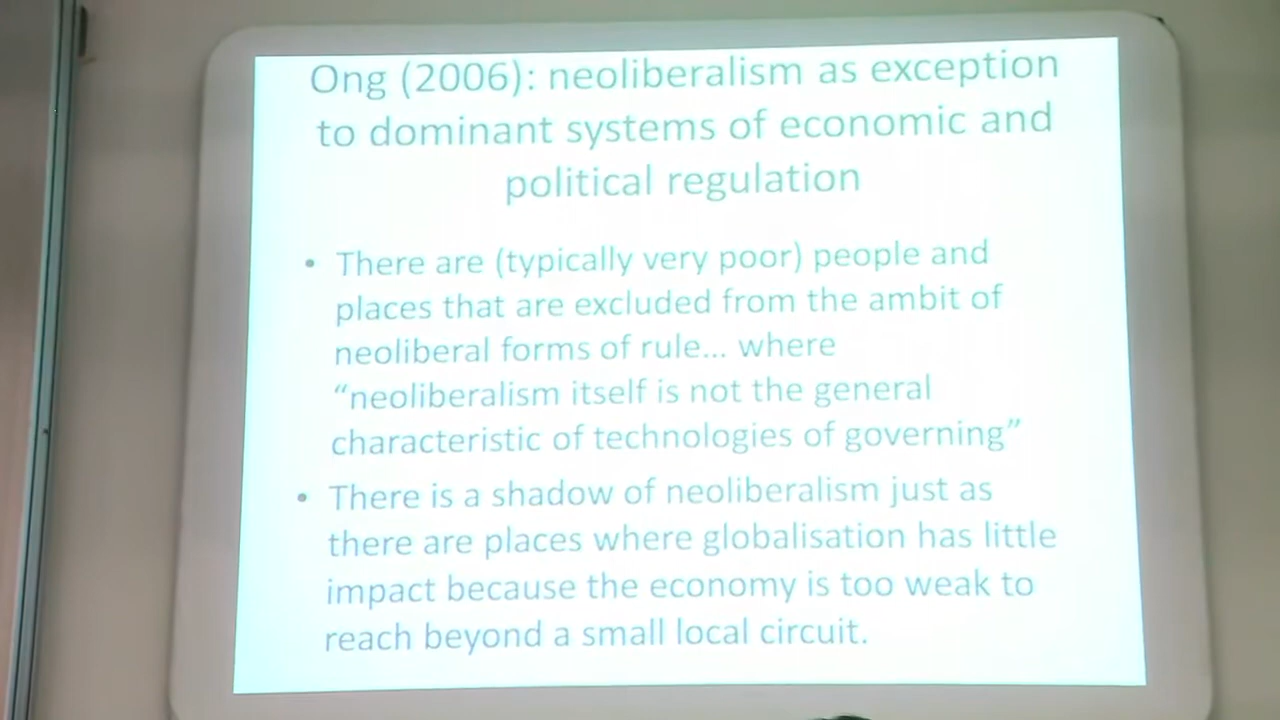 Ong (2006): neoliberalism as exception
to dominant systems of economic and
political regulation
• There are (typically very poor) people and
places that are excluded from the ambit of
neoliberal forms of rule... where
“neoliberalism itself is not the general
characteristic of technologies of governing”
• There is a shadow of neoliberalism just as
there are places where globalisation has little
impact because the economy is too weak to
reach beyond a small local circuit.